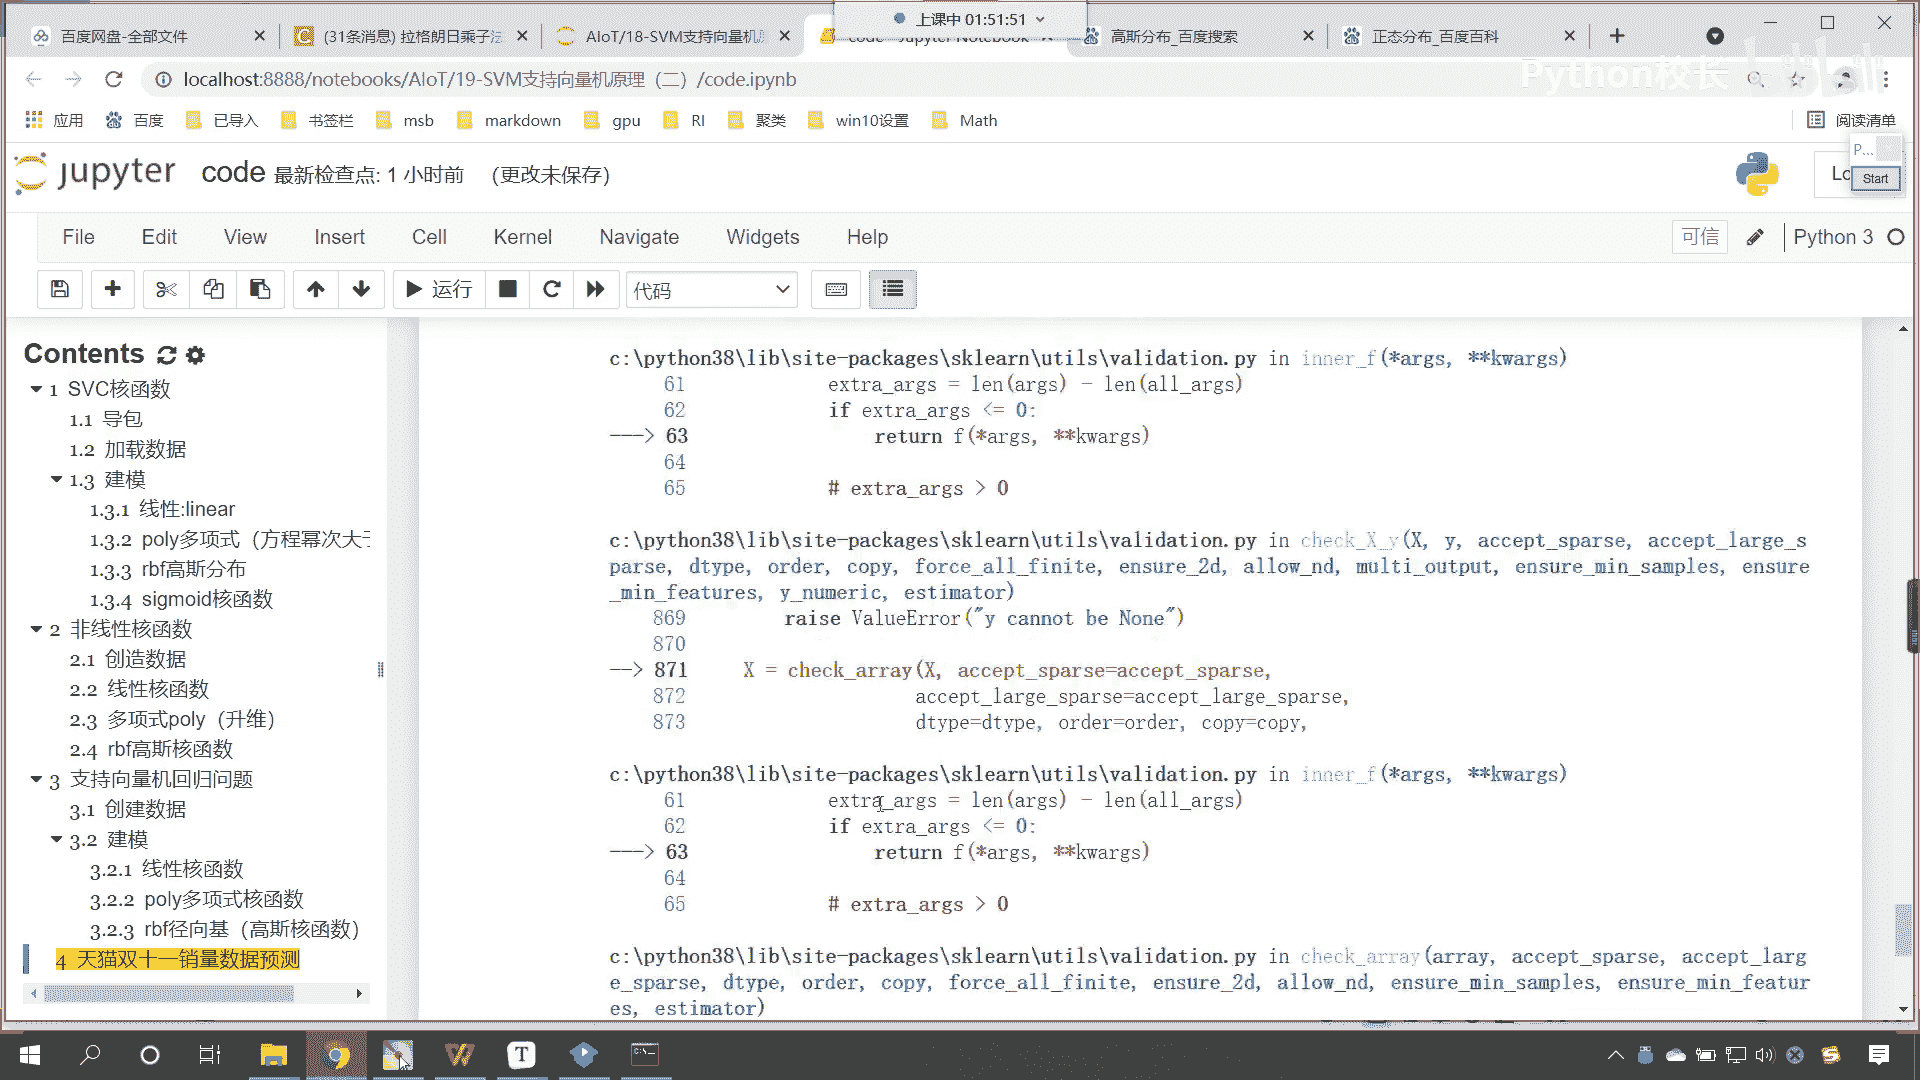 上课中 01:51:51
百度网盘-全部文件
(31条消息) 拉格朗日乘子法
AIoT/18-SVM支持向量机
code - Jupyter Notebook
高斯分布_百度搜索
正态分布_百度百科
Python校长
localhost:8888/notebooks/AIoT/19-SVM支持向量机原理（二）/code.ipynb
应用 百度 已导入 书签栏 msb markdown gpu RI 聚类 win10设置 Math 阅读清单
P...
Start
jupyter code 最新检查点: 1 小时前 (更改未保存)
File Edit View Insert Cell Kernel Navigate Widgets Help 可信 Python 3
运行 代码
Contents
1 SVC核函数
1.1 导包
1.2 加载数据
1.3 建模
1.3.1 线性:linear
1.3.2 poly多项式（方程幂次大于
1.3.3 rbf高斯分布
1.3.4 sigmoid核函数
2 非线性核函数
2.1 创造数据
2.2 线性核函数
2.3 多项式poly（升维）
2.4 rbf高斯核函数
3 支持向量机回归问题
3.1 创建数据
3.2 建模
3.2.1 线性核函数
3.2.2 poly多项式核函数
3.2.3 rbf径向基（高斯核函数）
4 天猫双十一销量数据预测
c:\python38\lib\site-packages\sklearn\utils\validation.py in inner_f(*args, **kwargs)
61 extra_args = len(args) - len(all_args)
62 if extra_args <= 0:
---> 63 return f(*args, **kwargs)
64
65 # extra_args > 0
c:\python38\lib\site-packages\sklearn\utils\validation.py in check_X_y(X, y, accept_sparse, accept_large_s
parse, dtype, order, copy, force_all_finite, ensure_2d, allow_nd, multi_output, ensure_min_samples, ensure
_min_features, y_numeric, estimator)
869 raise ValueError("y cannot be None")
870
--> 871 X = check_array(X, accept_sparse=accept_sparse,
872 accept_large_sparse=accept_large_sparse,
873 dtype=dtype, order=order, copy=copy,
c:\python38\lib\site-packages\sklearn\utils\validation.py in inner_f(*args, **kwargs)
61 extra_args = len(args) - len(all_args)
62 if extra_args <= 0:
---> 63 return f(*args, **kwargs)
64
65 # extra_args > 0
c:\python38\lib\site-packages\sklearn\utils\validation.py in check_array(array, accept_sparse, accept_larg
e_sparse, dtype, order, copy, force_all_finite, ensure_2d, allow_nd, ensure_min_samples, ensure_min_featur
es, estimator)